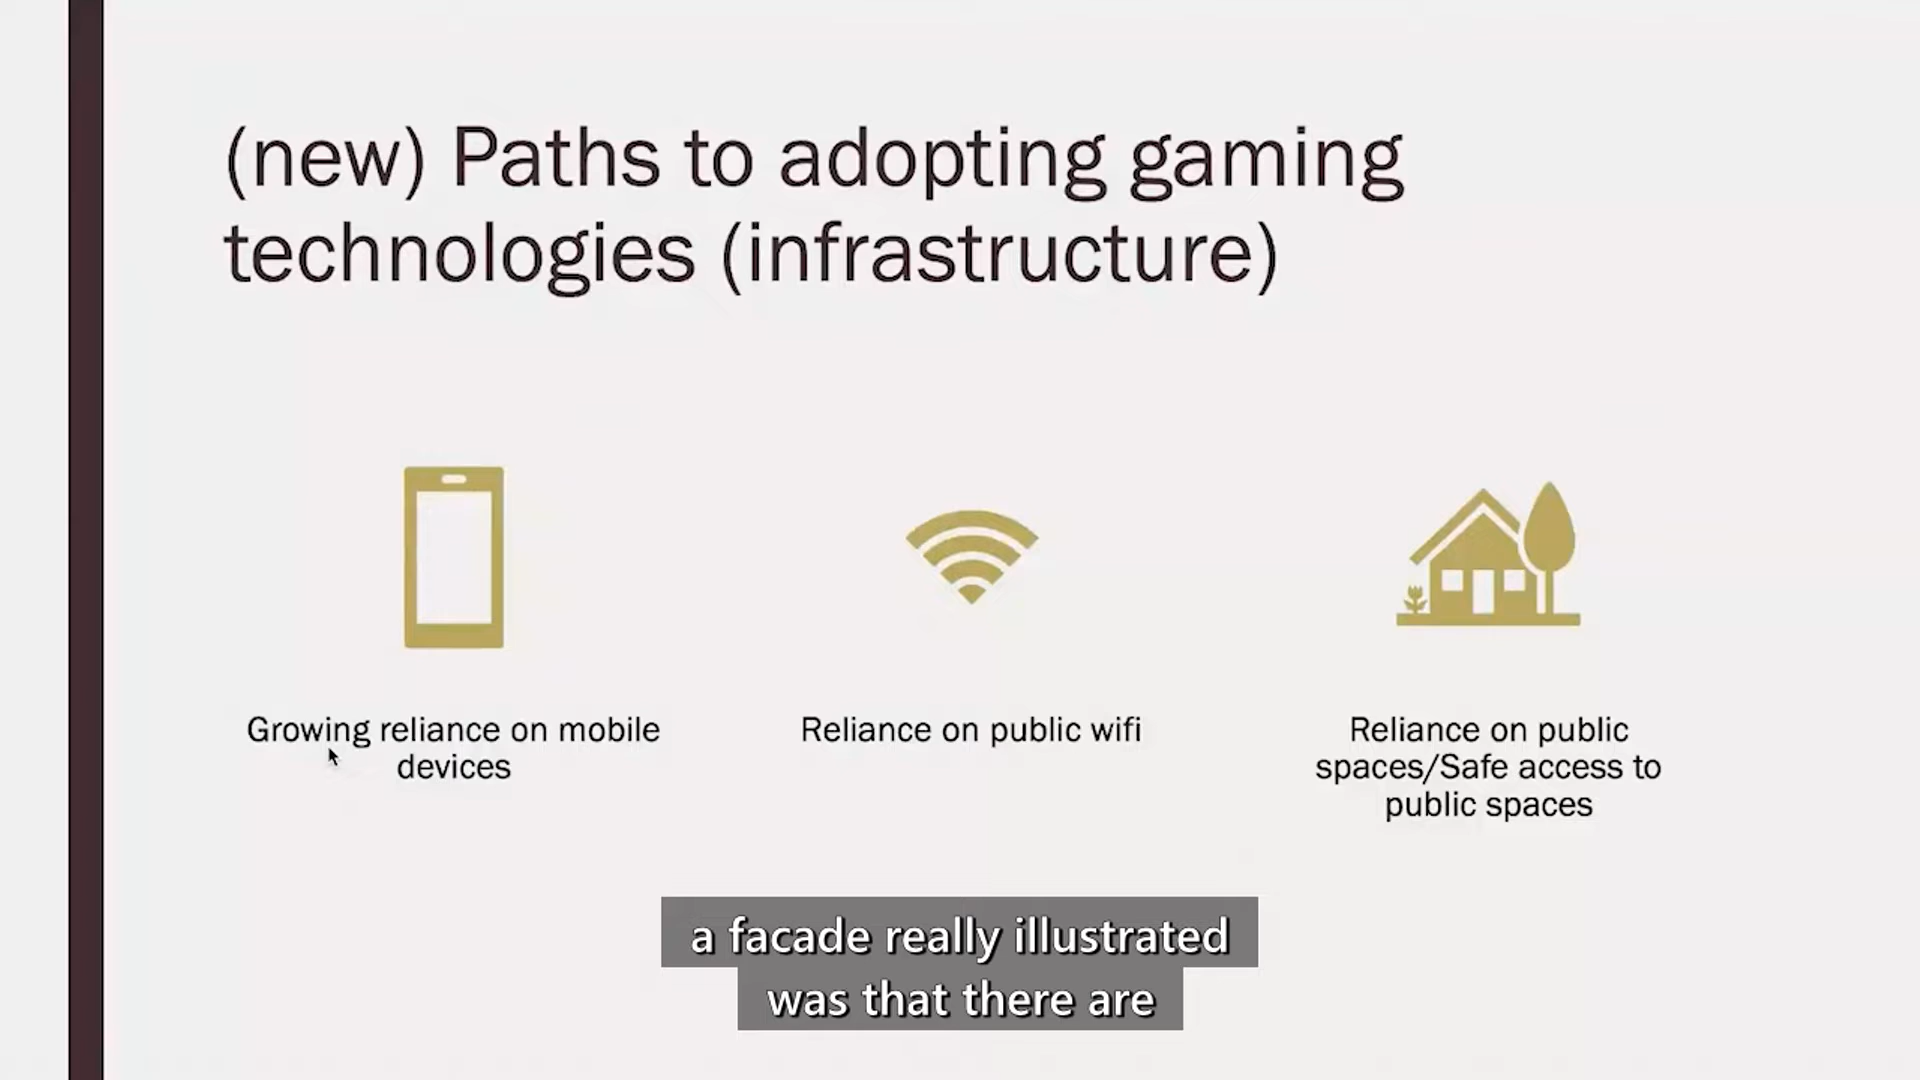 (new) Paths to adopting gaming
technologies (infrastructure)
Growing reliance on mobile
devices
Reliance on public wifi
Reliance on public
spaces/Safe access to
public spaces
a facade really illustrated
was that there are